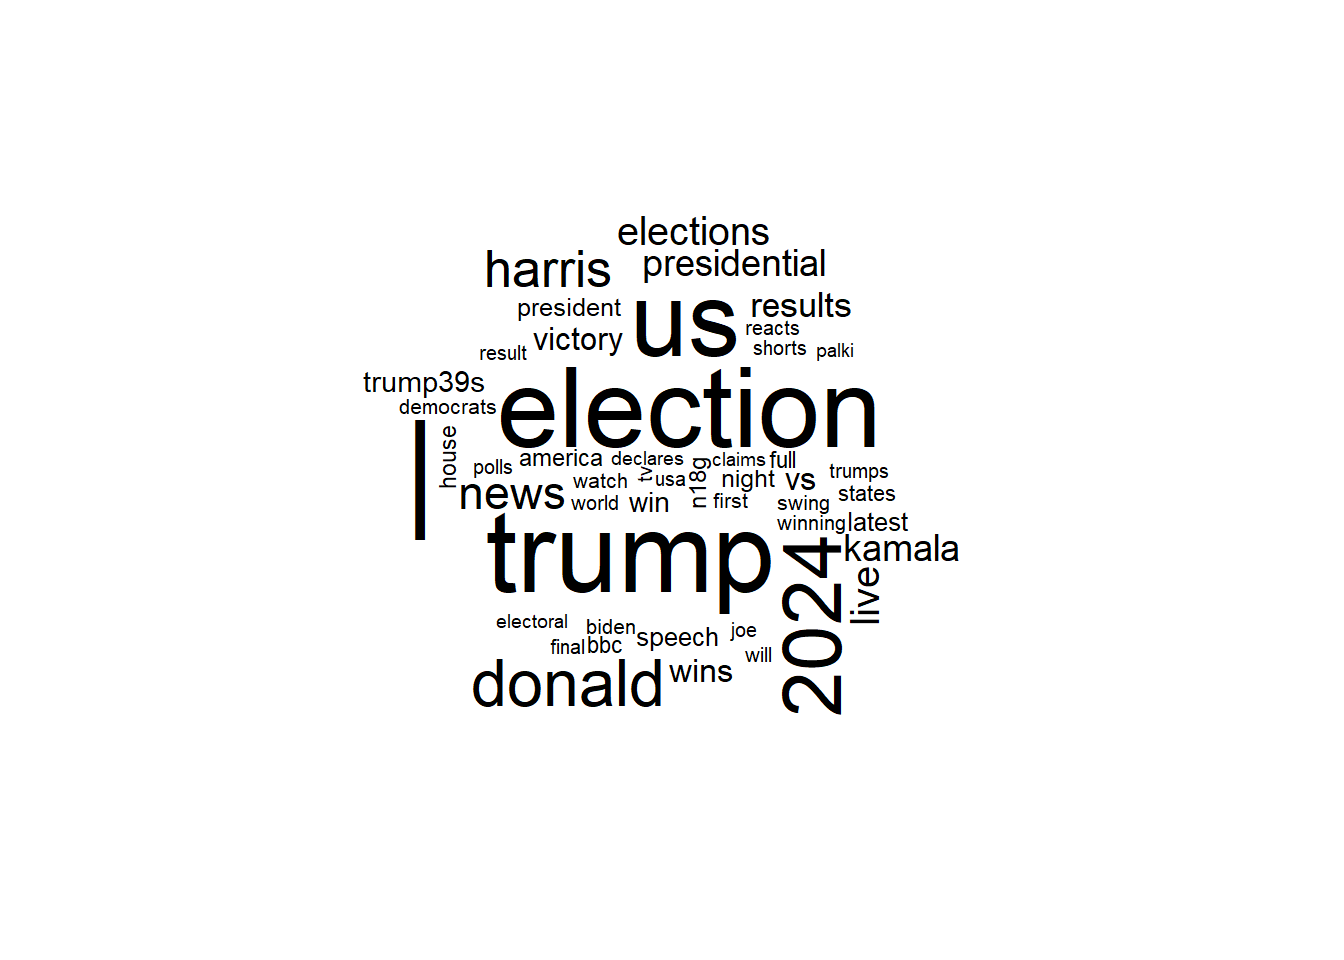 elections
harris
presidential
president
us
results
victory
reacts
result
shorts
palki
trump39s
election
democrats
|
house
polls
america
declares
tv
n18g
claims
full
trumps
news
watch
usa
night
vs
states
world
win
first
swing
winning
latest
trump
2024
kamala
live
electoral
biden
speech
joe
final
bbc
will
donald
wins